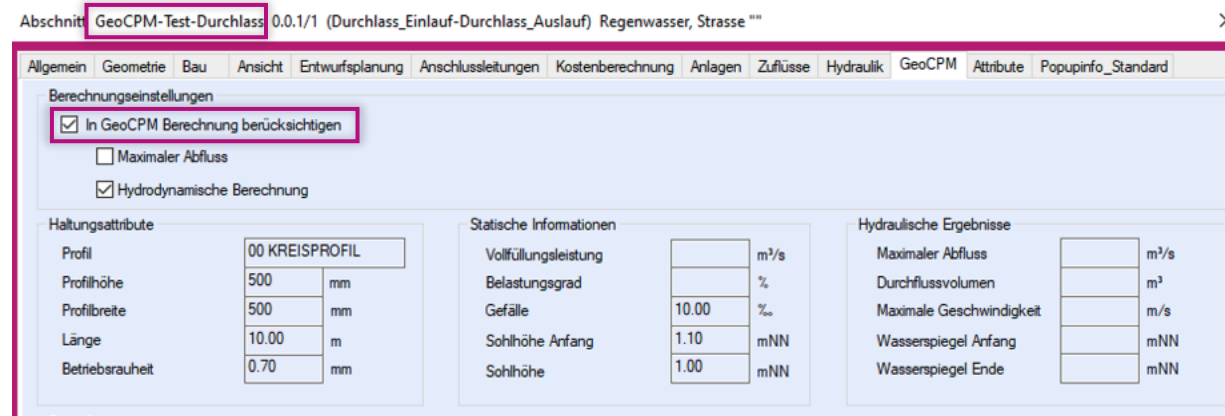 Abschnitt GeoCPM-Test-Durchlass 0.0.1/1 (Durchlass_Einlauf-Durchlass_Auslauf) Regenwasser, Strasse ""
Allgemein Geometrie Bau Ansicht Entwurfsplanung Anschlussleitungen Kostenberechnung Anlagen Zuflüsse Hydraulik GeoCPM Attribute Popupinfo_Standard
Berechnungseinstellungen
In GeoCPM Berechnung berücksichtigen
Maximaler Abfluss
Hydrodynamische Berechnung
Haltungsattribute
Profil 00 KREISPROFIL
Profilhöhe 500 mm
Profilbreite 500 mm
Länge 10.00 m
Betriebsrauheit 0.70 mm
Statische Informationen
Vollfüllungsleistung m³/s
Belastungsgrad %
Gefälle 10.00 ‰
Sohlhöhe Anfang 1.10 mNN
Sohlhöhe 1.00 mNN
Hydraulische Ergebnisse
Maximaler Abfluss m³/s
Durchflussvolumen m³
Maximale Geschwindigkeit m/s
Wasserspiegel Anfang mNN
Wasserspiegel Ende mNN